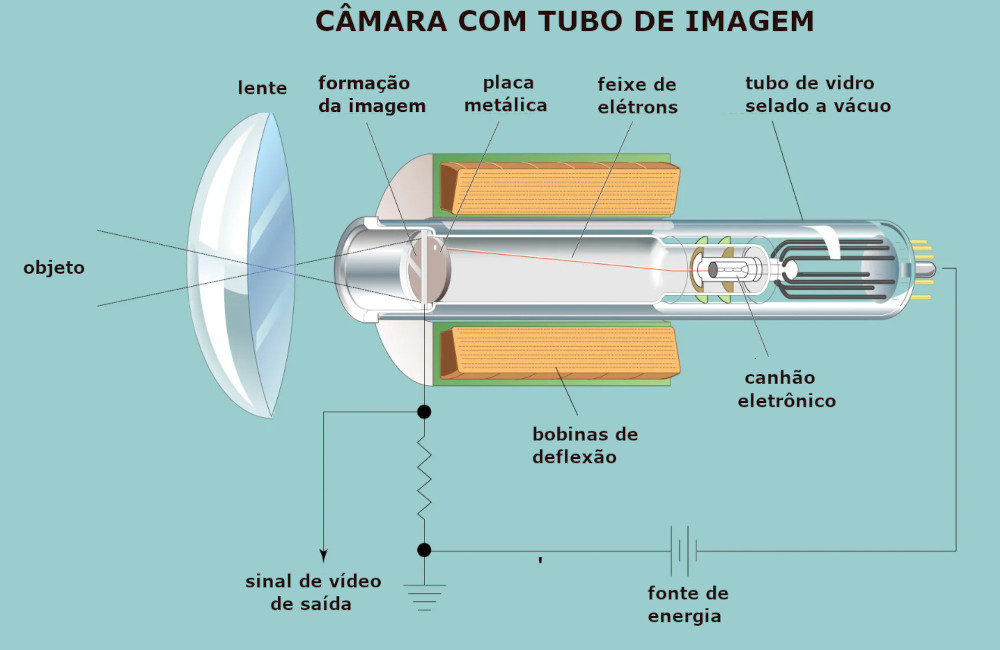 CÂMARA COM TUBO DE IMAGEM
lente
formação
da imagem
placa
metálica
feixe de
elétrons
tubo de vidro
selado a vácuo
objeto
canhão
eletrônico
bobinas de
deflexão
sinal de vídeo
de saída
fonte de
energia